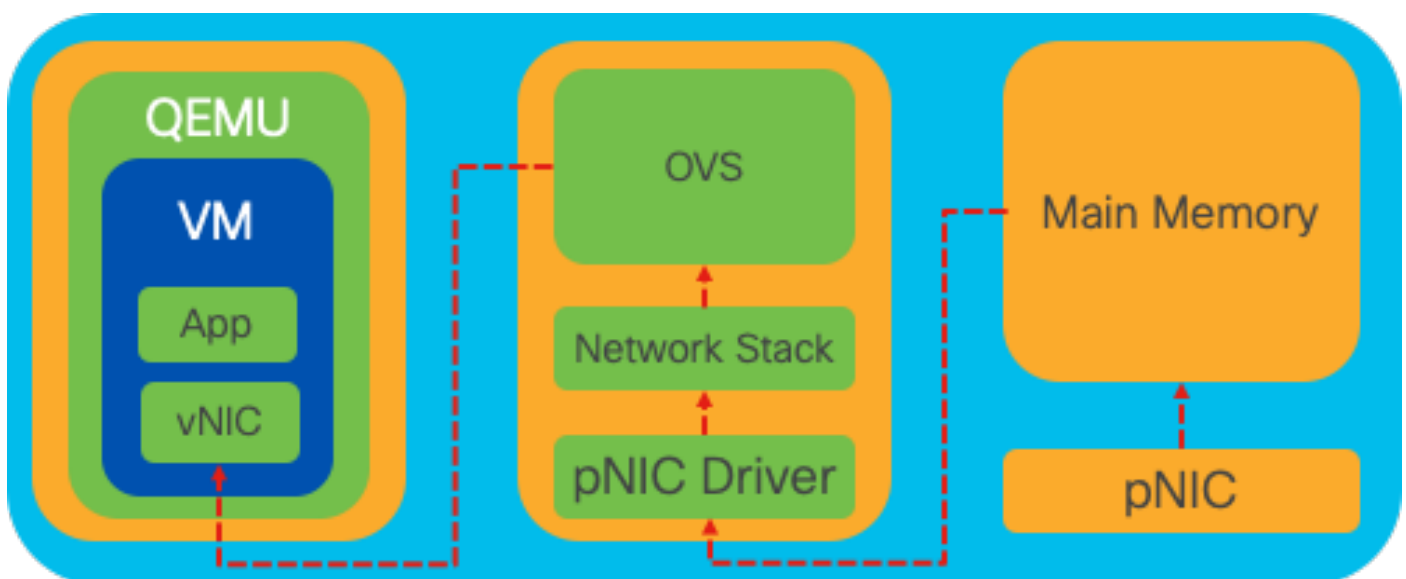 QEMU
VM
App
vNIC
OVS
Network Stack
pNIC Driver
Main Memory
pNIC